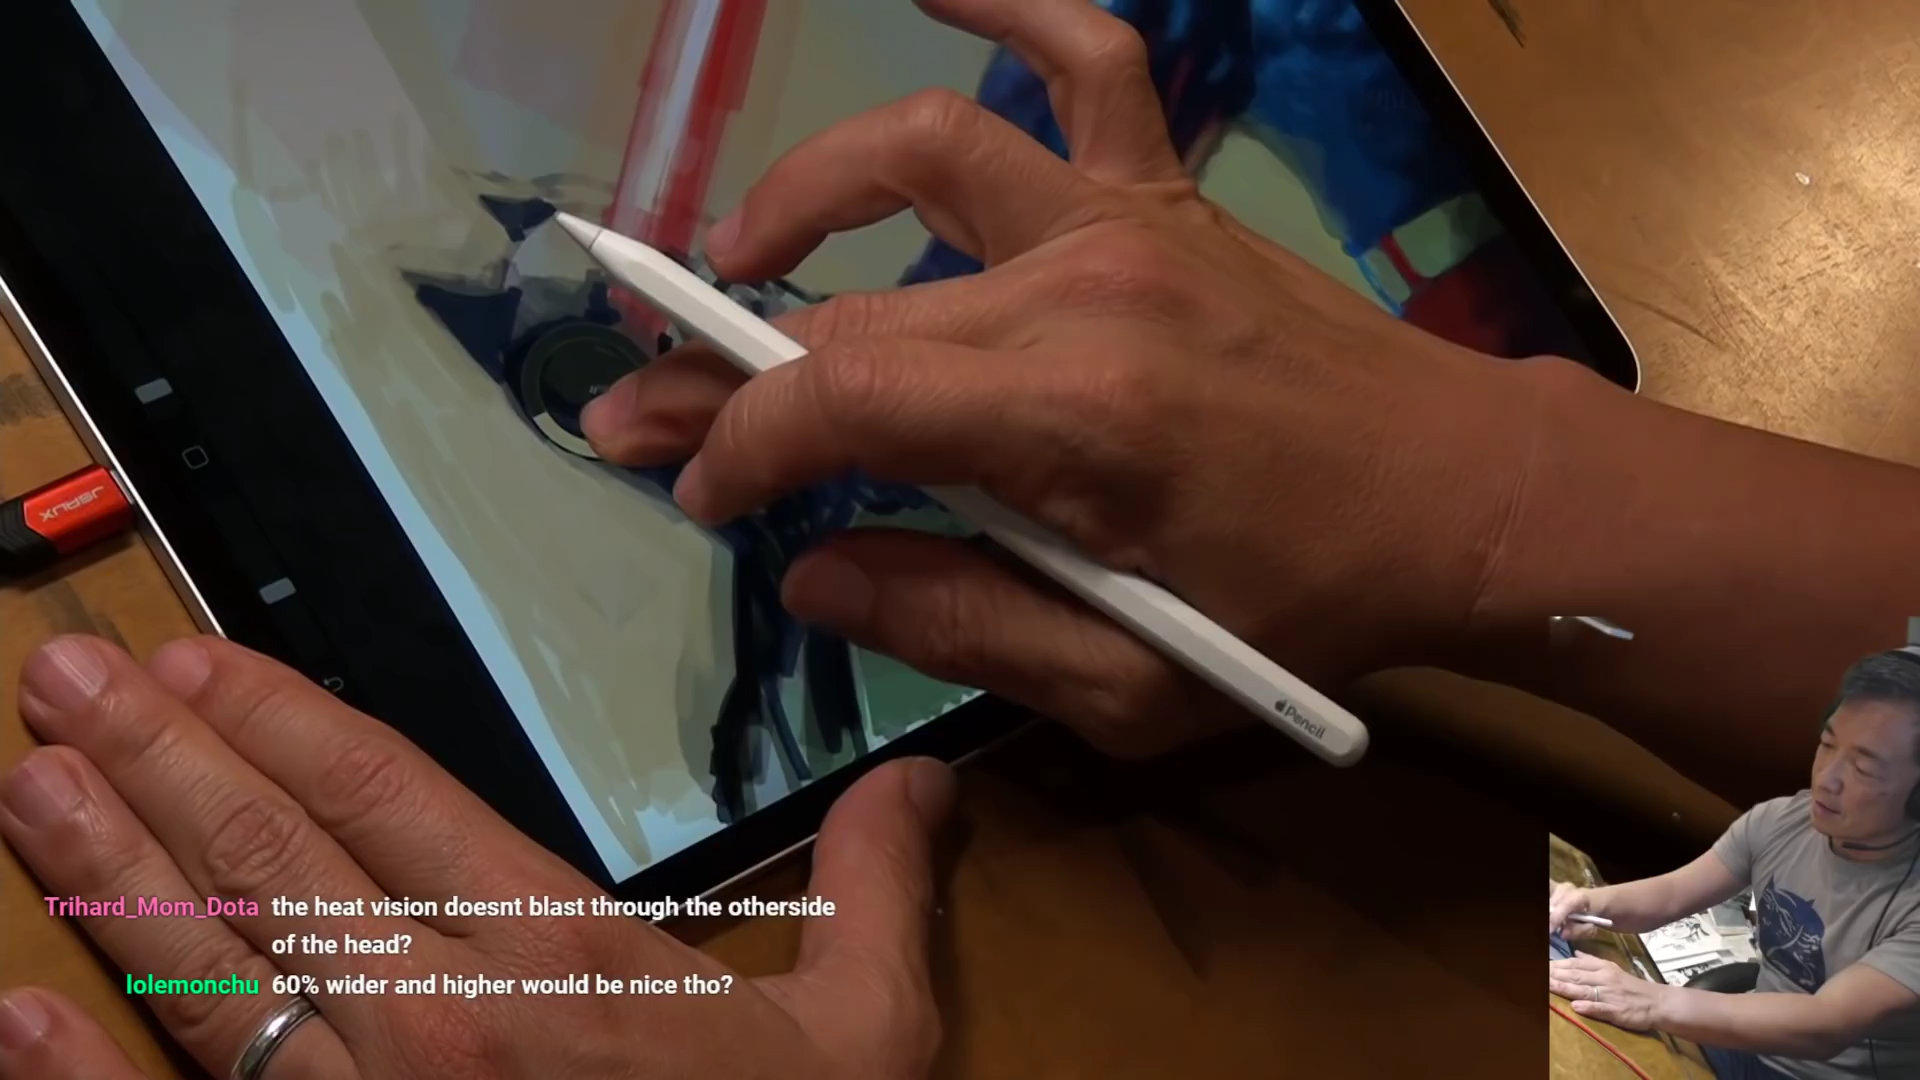 JSAUX
Pencil
Trihard_Mom_Dota the heat vision doesnt blast through the otherside
of the head?
lolemonchu 60% wider and higher would be nice tho?